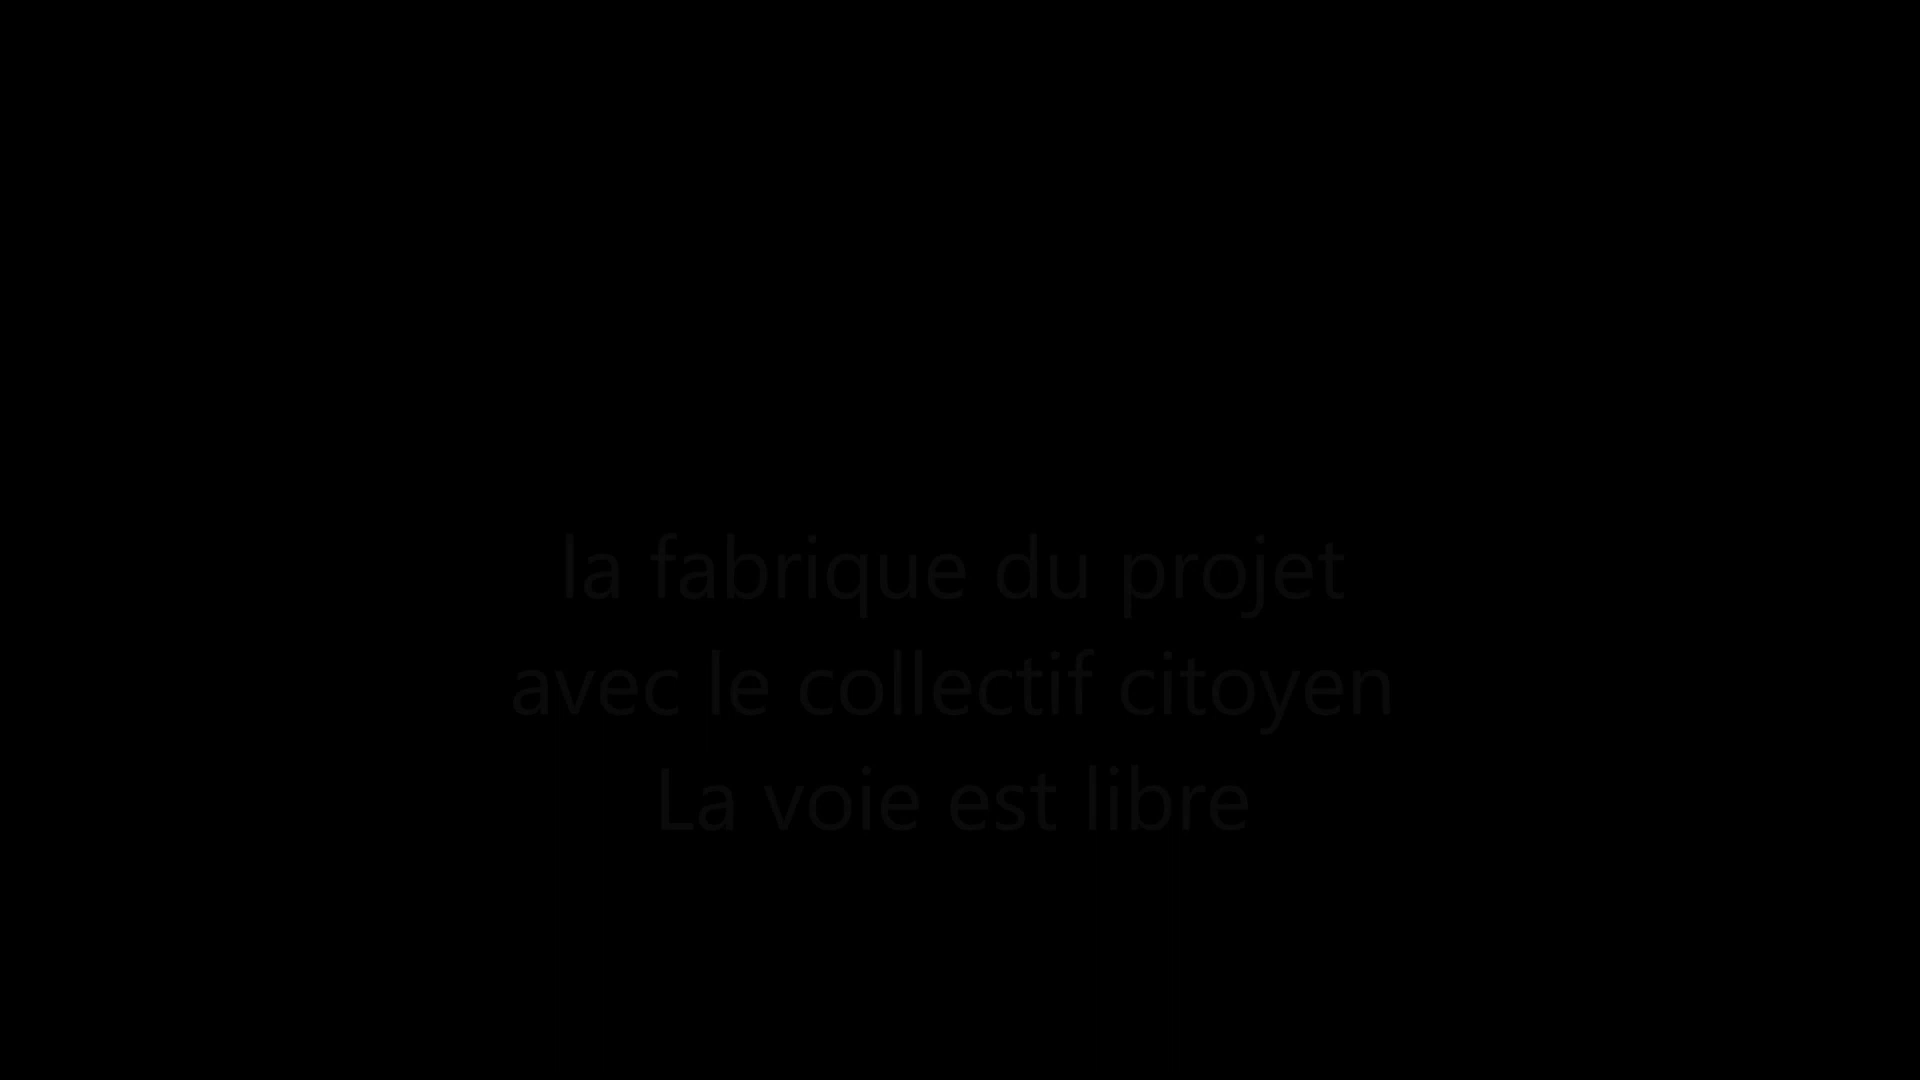 la fabrique du projet
avec le collectif citoyen
La voie est libre